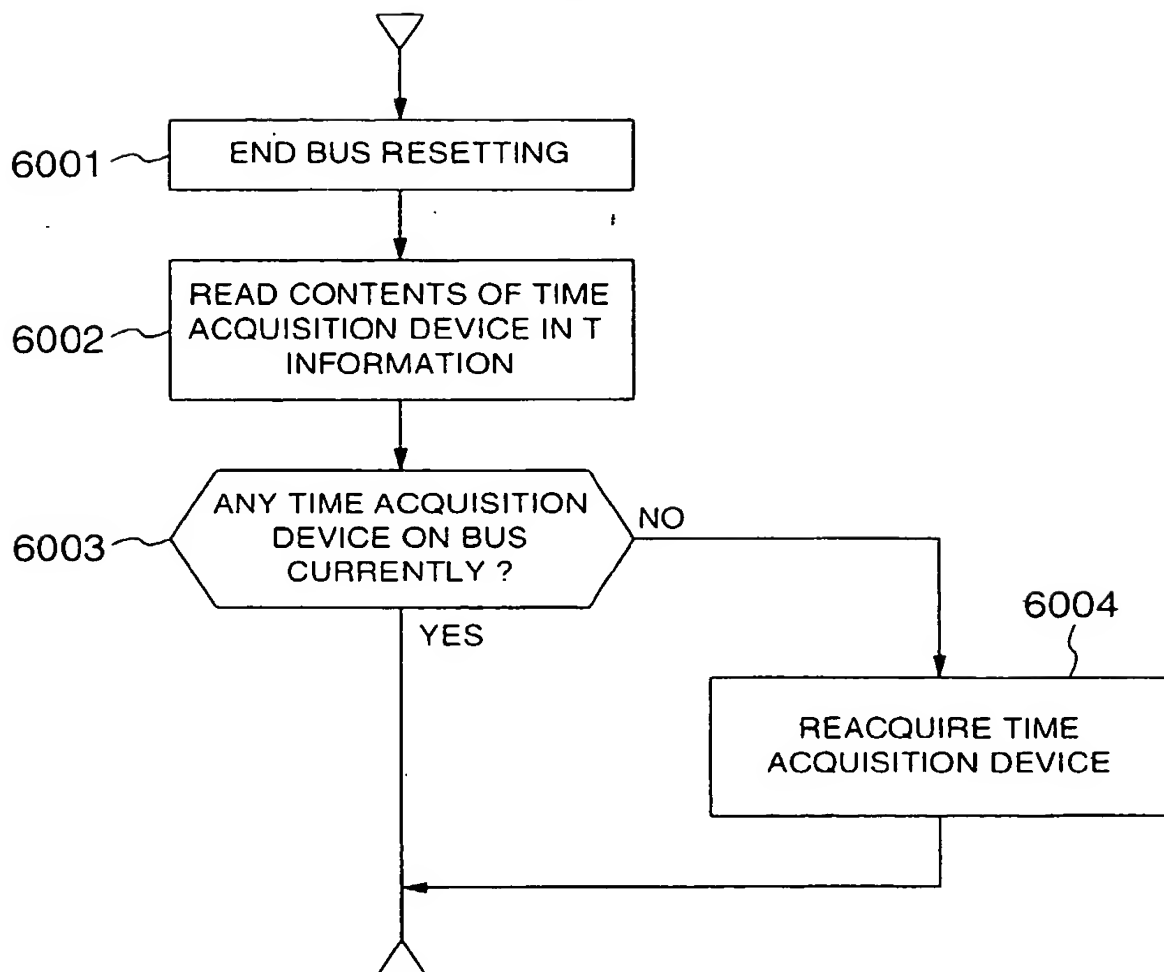 6001
END BUS RESETTING
6002
READ CONTENTS OF TIME
ACQUISITION DEVICE IN T
INFORMATION
6003
ANY TIME ACQUISITION
DEVICE ON BUS
CURRENTLY ?
NO
YES
6004
REACQUIRE TIME
ACQUISITION DEVICE